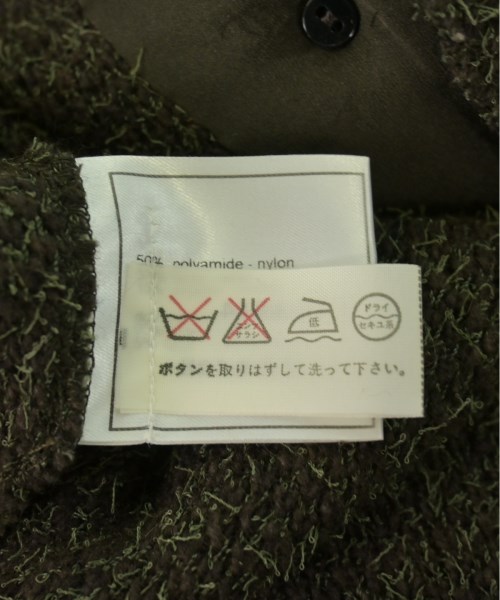 50% polyamide - nylon
エンソ
サラシ
低
ドライ
セキユ系
ボタンを取りはずして洗って下さい。